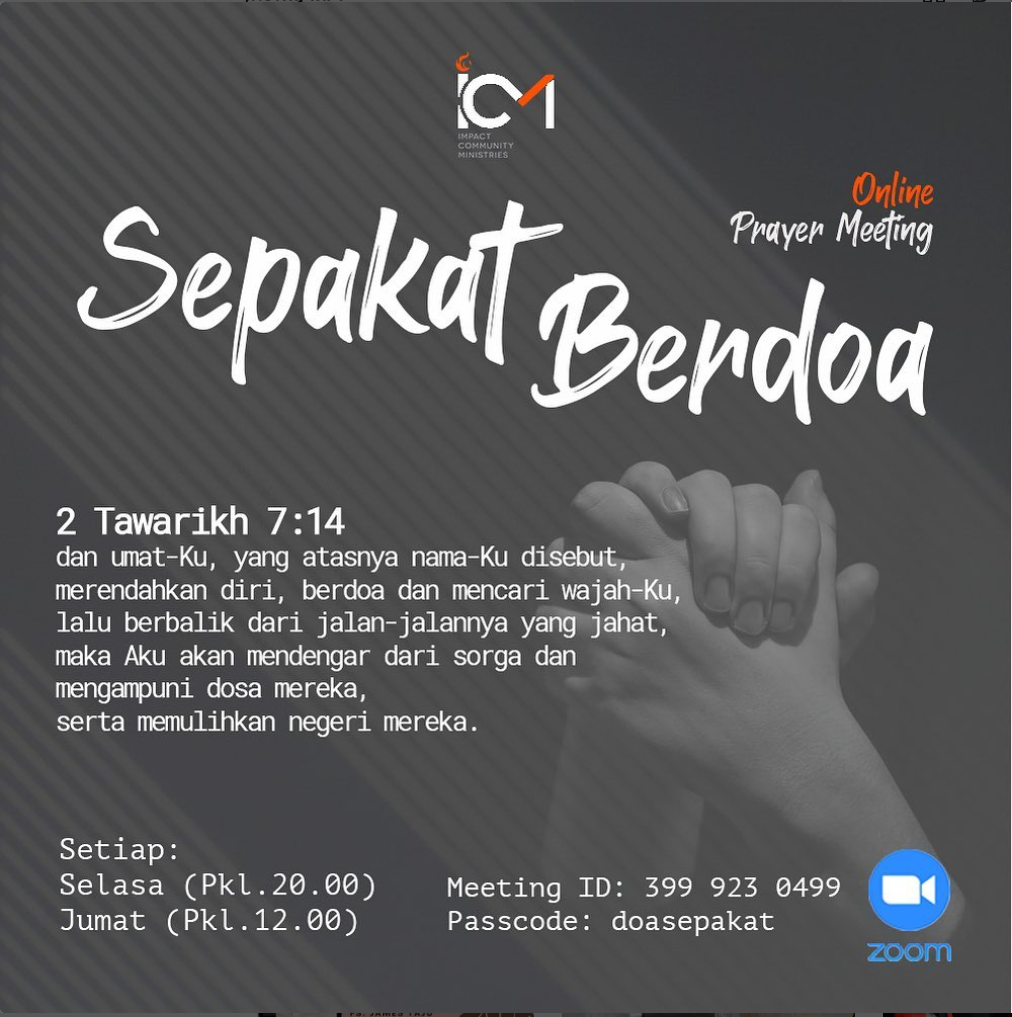 iCM
IMPACT
COMMUNITY
MINISTRIES
Online
Prayer Meeting
Sepakat
Berdoa
2 Tawarikh 7:14
dan umat-Ku, yang atasnya nama-Ku disebut,
merendahkan diri, berdoa dan mencari wajah-Ku,
lalu berbalik dari jalan-jalannya yang jahat,
maka Aku akan mendengar dari sorga dan
mengampuni dosa mereka,
serta memulihkan negeri mereka.
Setiap:
Selasa (Pkl.20.00)
Jumat (Pkl.12.00)
Meeting ID: 399 923 0499
Passcode: doasepakat
zoom